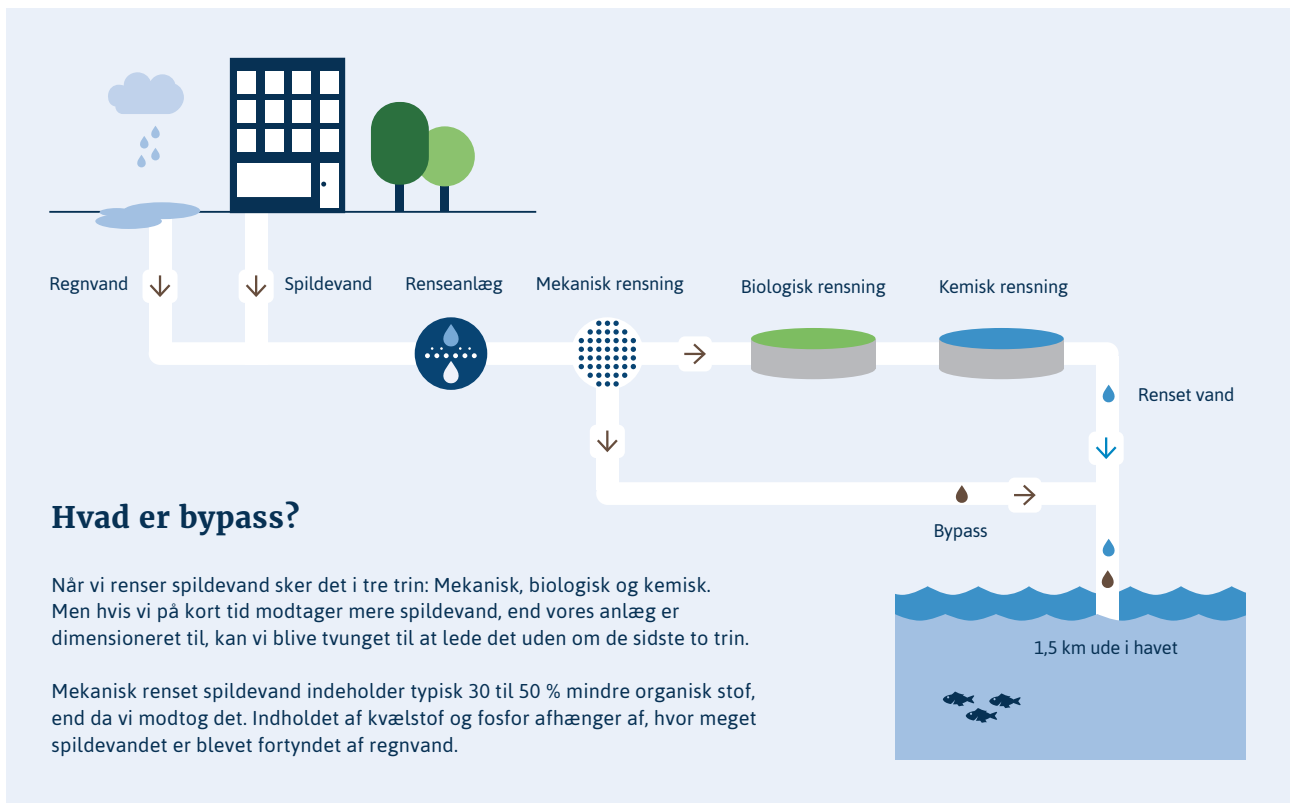 Regnvand
Spildevand
Renseanlæg
Mekanisk rensning
Biologisk rensning
Kemisk rensning
Renset vand
Bypass
1,5 km ude i havet
Hvad er bypass?
Når vi renser spildevand sker det i tre trin: Mekanisk, biologisk og kemisk.
Men hvis vi på kort tid modtager mere spildevand, end vores anlæg er
dimensioneret til, kan vi blive tvunget til at lede det uden om de sidste to trin.
Mekanisk renset spildevand indeholder typisk 30 til 50 % mindre organisk stof,
end da vi modtog det. Indholdet af kvælstof og fosfor afhænger af, hvor meget
spildevandet er blevet fortyndet af regnvand.